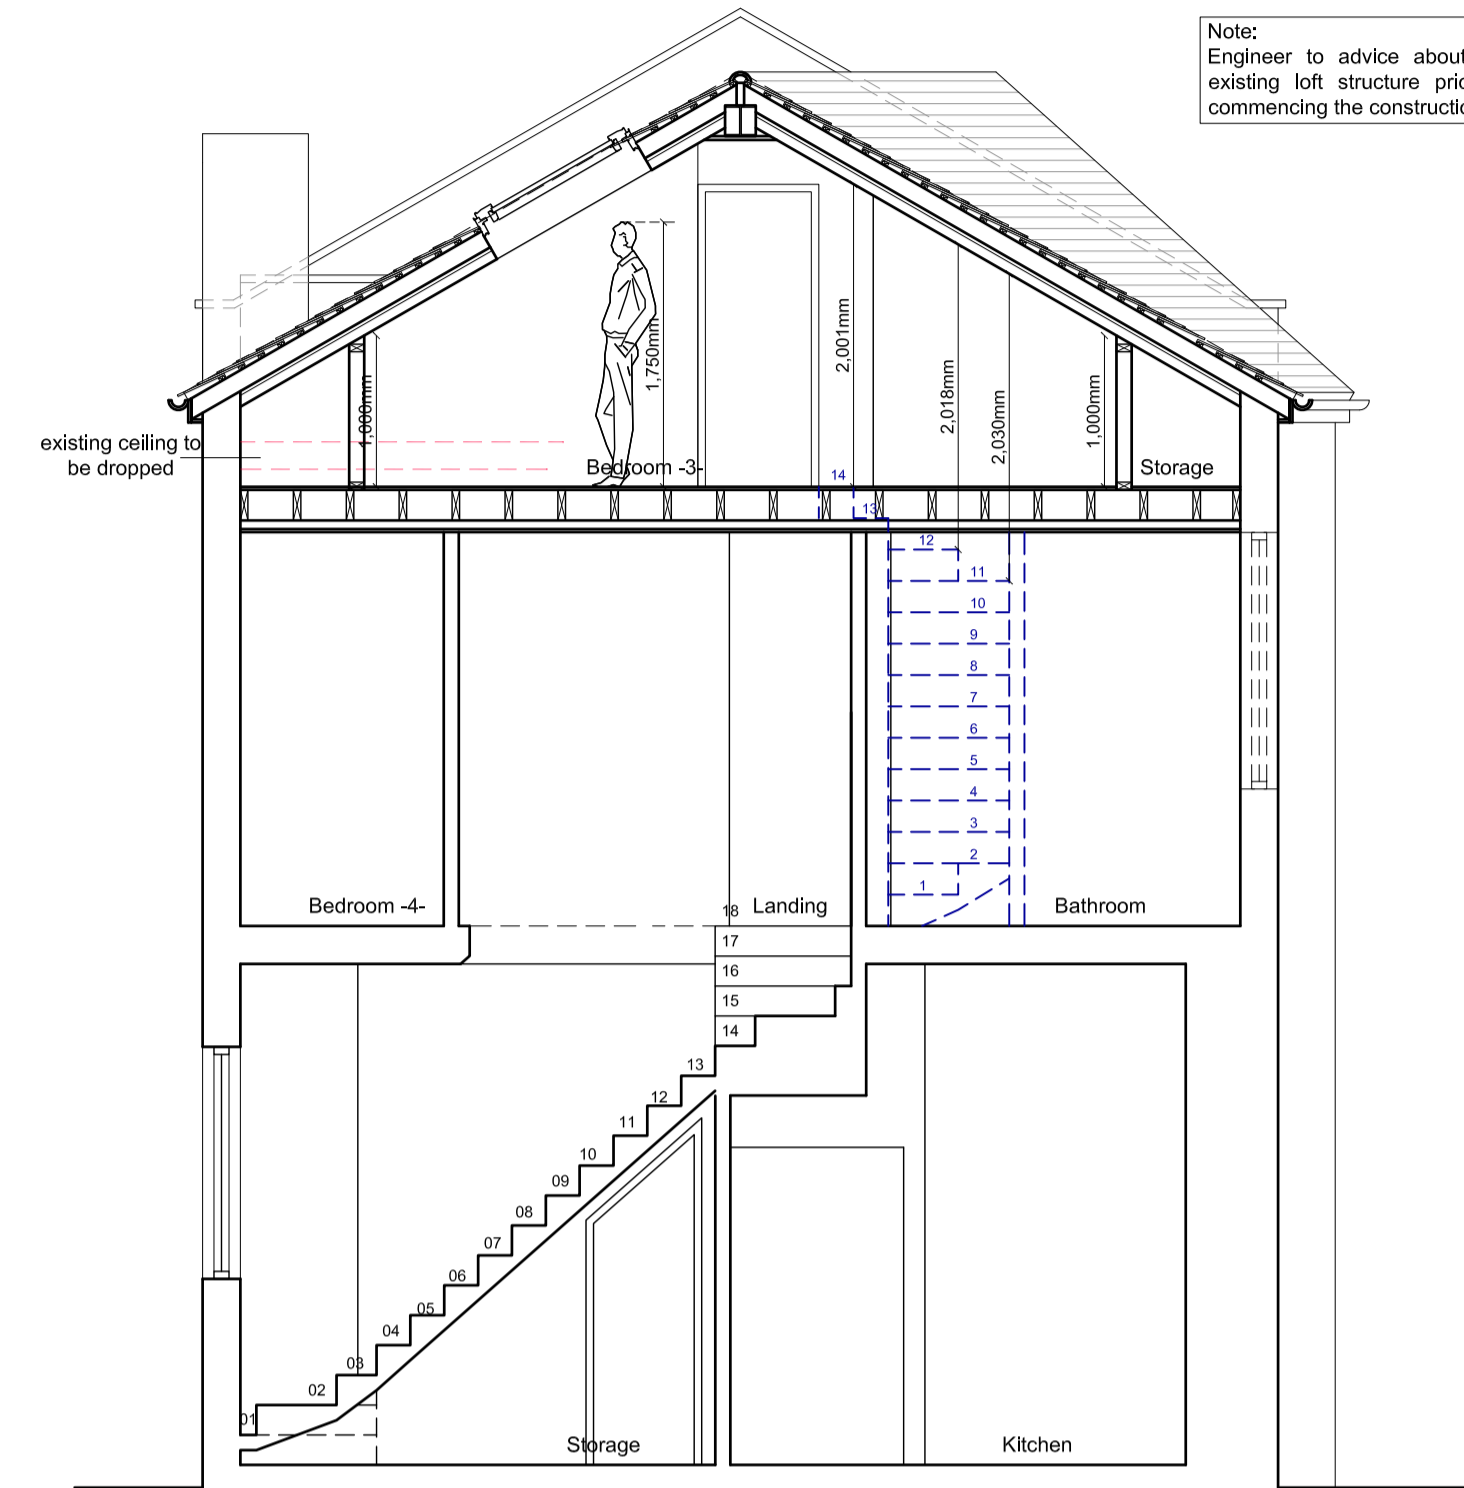 Note:
Engineer to advice about
existing loft structure
commencing the
existing ceiling to
be dropped
1,000mm
1,750mm
2,001mm
2,018mm
2,030mm
1,000mm
Bedroom -3-
Storage
14
13
12
11
10
9
8
7
6
5
4
3
2
1
Bedroom -4-
Landing
Bathroom
18
17
16
15
14
13
12
11
10
09
08
07
06
05
04
03
02
01
Storage
Kitchen